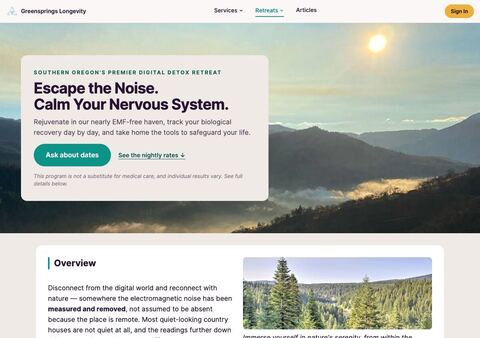 Greensprings Longevity
Services
Retreats
Articles
Sign In
SOUTHERN OREGON'S PREMIER DIGITAL DETOX RETREAT
Escape the Noise.
Calm Your Nervous System.
Rejuvenate in our nearly EMF-free haven, track your biological
recovery day by day, and take home the tools to safeguard your life.
Ask about dates
See the nightly rates ↓
This program is not a substitute for medical care, and individual results vary. See full
details below.
Overview
Disconnect from the digital world and reconnect with
nature — somewhere the electromagnetic noise has been
measured and removed, not assumed to be absent
because the place is remote. Most quiet-looking country
houses are not quiet at all, and the readings further down
Immerse yourself in nature's serenity, from within the